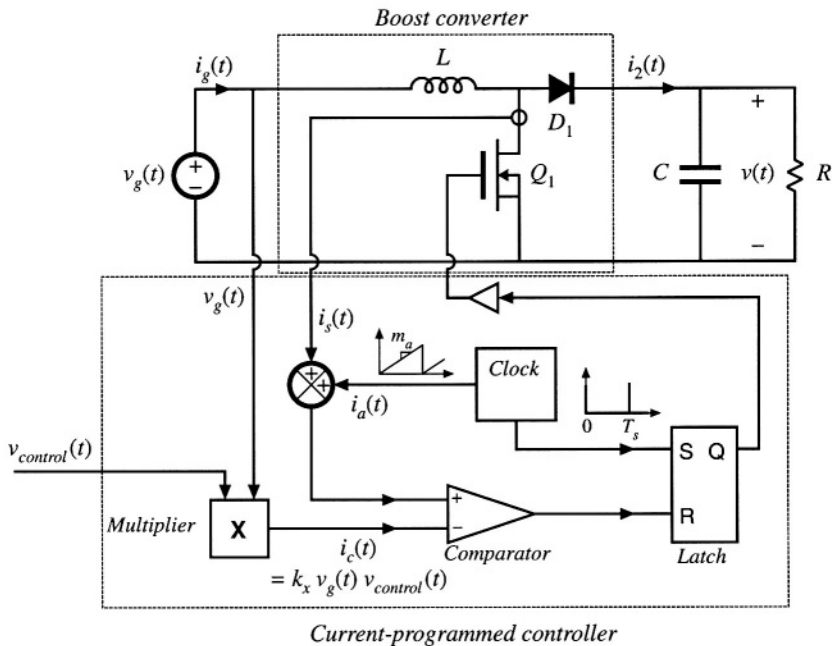 Boost converter
i_g(t)
L
i_2(t)
D_1
+
v_g(t)
+
−
Q_1
C
v(t)
R
−
v_g(t)
i_s(t)
m_a
Clock
+
+
i_a(t)
0
T_s
v_control(t)
S Q
+
Multiplier
X
−
R
i_c(t)
Comparator
Latch
= k_x v_g(t) v_control(t)
Current-programmed controller